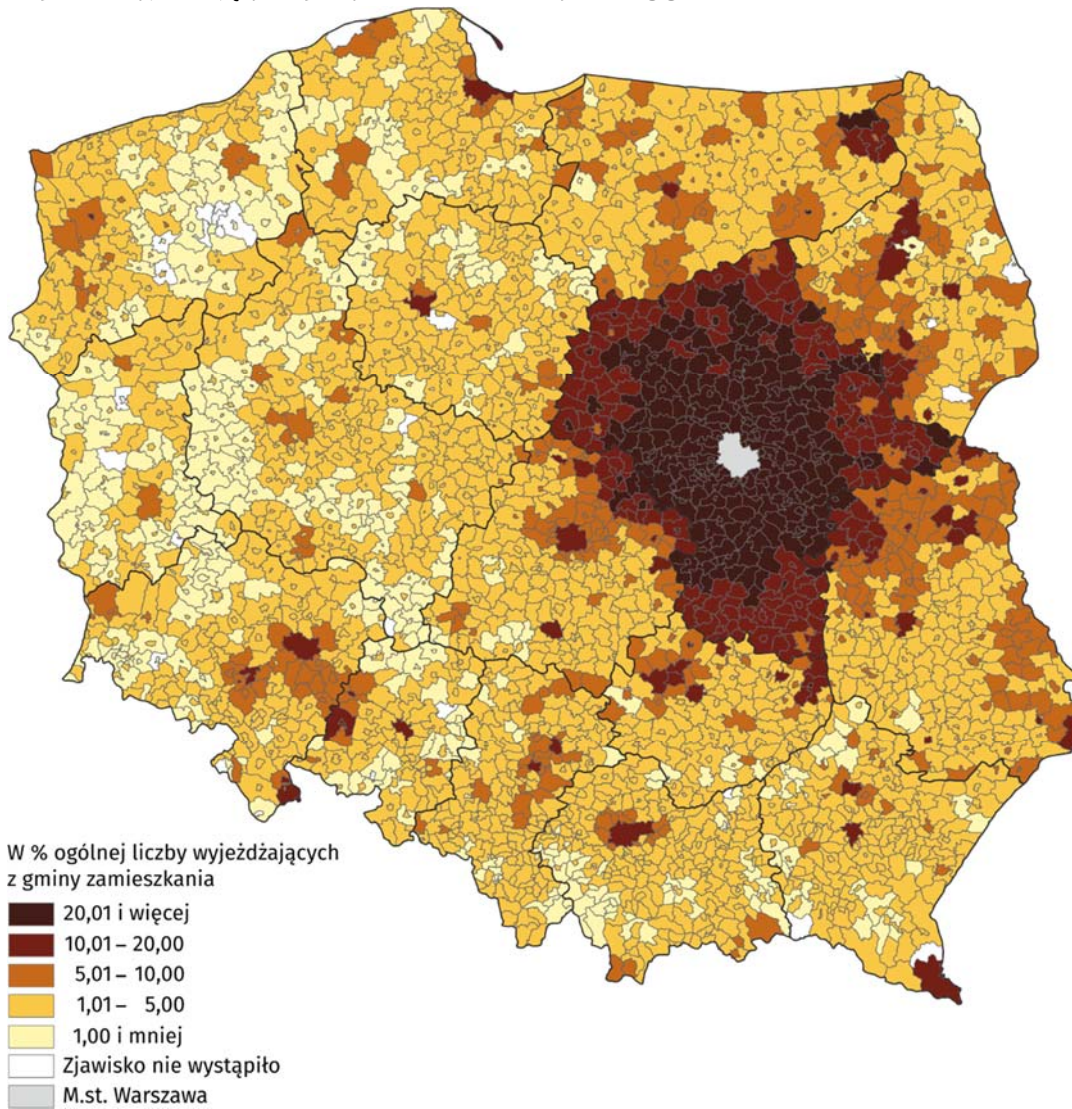 W % ogólnej liczby wyjeżdżających
z gminy zamieszkania
20,01 i więcej
10,01 – 20,00
5,01 – 10,00
1,01 – 5,00
1,00 i mniej
Zjawisko nie wystąpiło
M.st. Warszawa